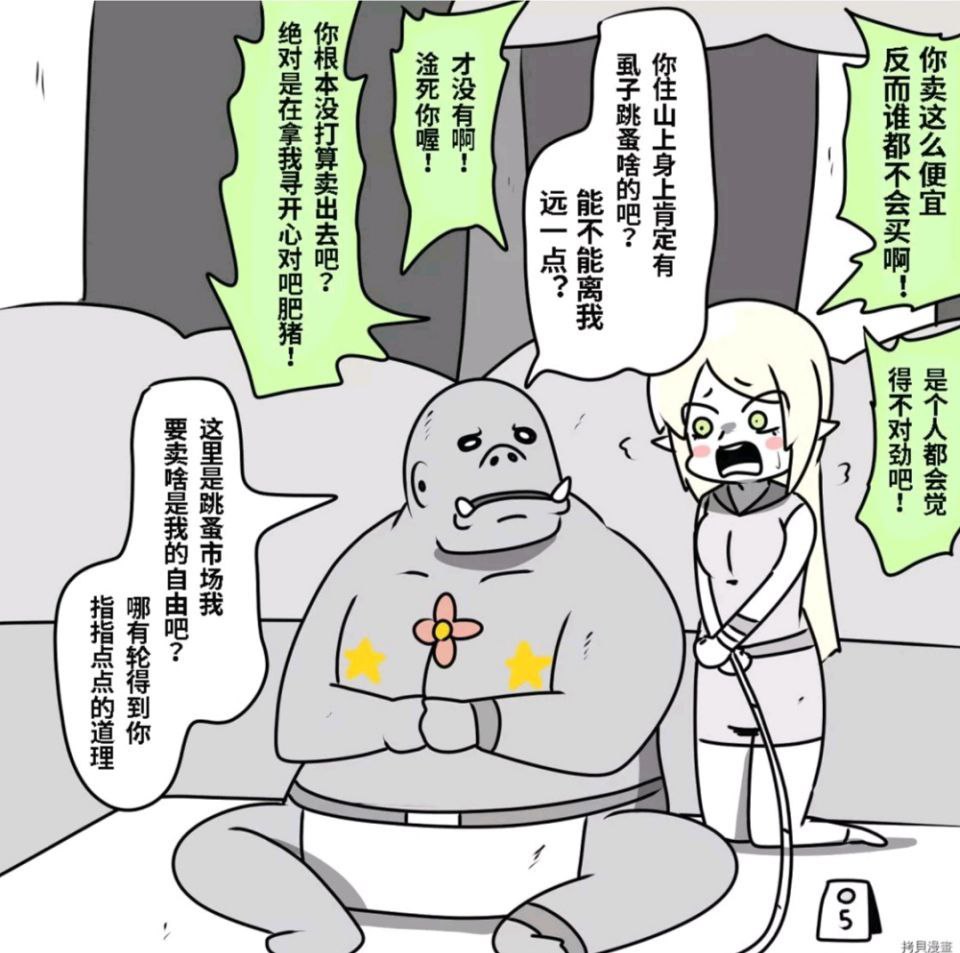 你卖这么便宜
反而谁都不会买啊！
是个人都会觉
得不对劲吧！
你住山上身上肯定有
虱子跳蚤啥的吧？
能不能离我
远一点？
才没有啊！
淦死你喔！
你根本没打算卖出去吧？
绝对是在拿我寻开心对吧肥猪！
这里是跳蚤市场我
要卖啥是我的自由吧？
哪有轮得到你
指指点点的道理
05
拷貝漫畫